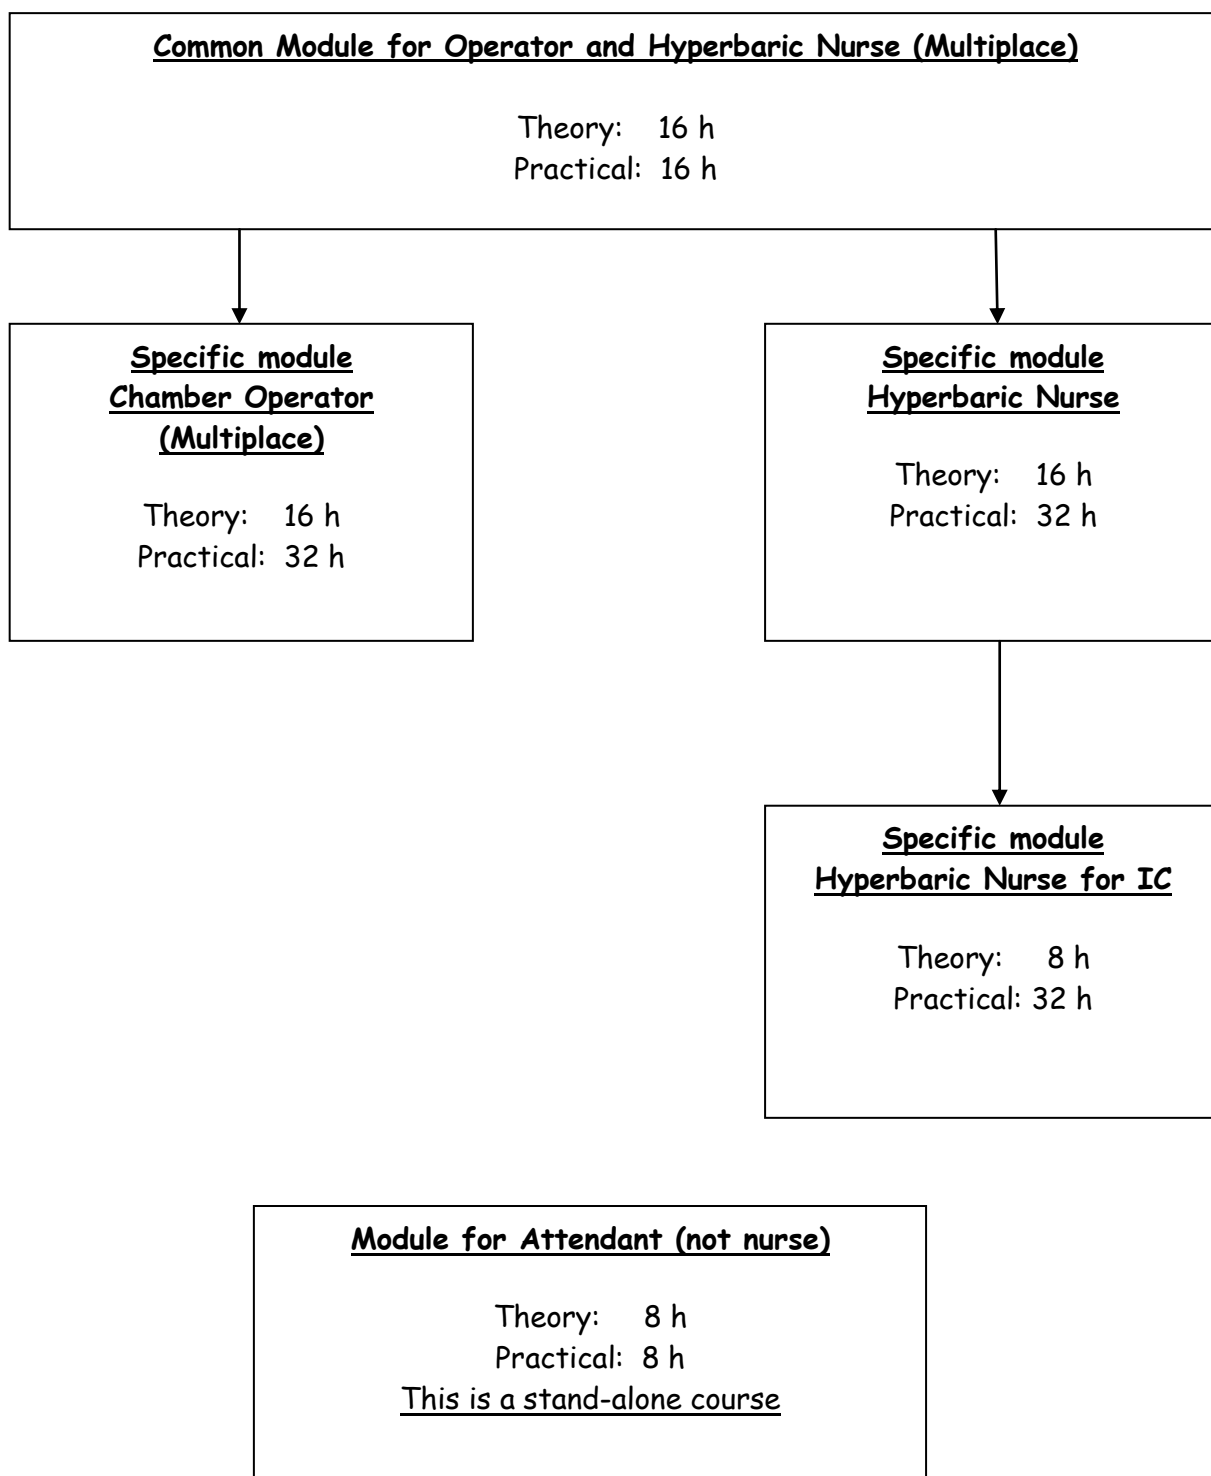 Common Module for Operator and Hyperbaric Nurse (Multiplace)
Theory: 16 h
Practical: 16 h
Specific module
Chamber Operator
(Multiplace)
Theory: 16 h
Practical: 32 h
Specific module
Hyperbaric Nurse
Theory: 16 h
Practical: 32 h
Specific module
Hyperbaric Nurse for IC
Theory: 8 h
Practical: 32 h
Module for Attendant (not nurse)
Theory: 8 h
Practical: 8 h
This is a stand-alone course